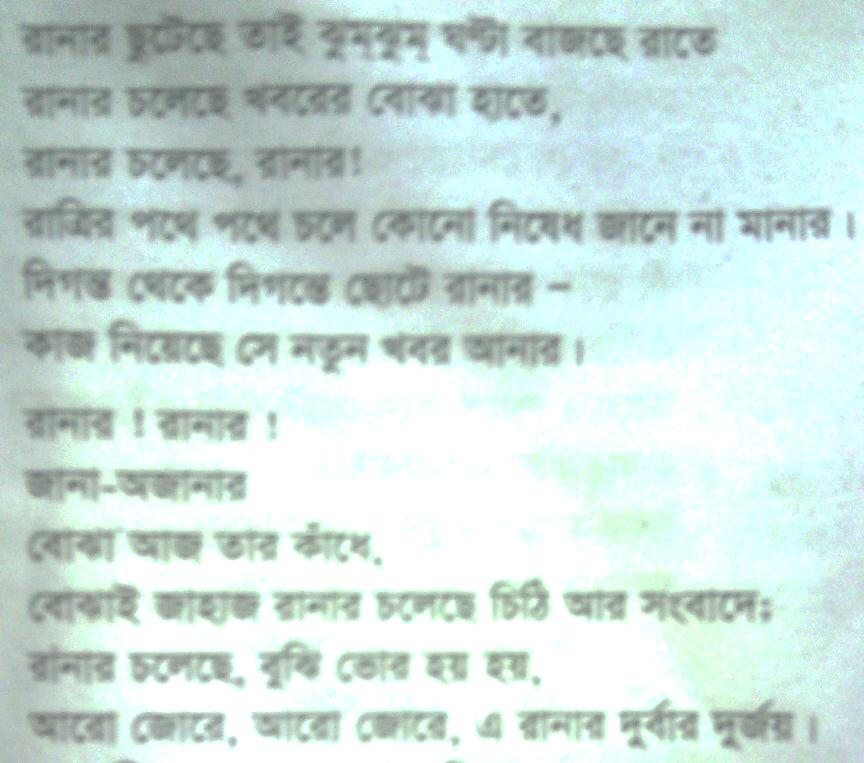 রানার ছুটেছে তাই ঝুম্‌ঝুম্ ঘণ্টা বাজছে রাতে
রানার চলেছে খবরের বোঝা হাতে,
রানার চলেছে, রানার!
রাত্রির পথে পথে চলে কোনো নিষেধ জানে না মানার।
দিগন্ত থেকে দিগন্তে ছোটে রানার –
কাজ নিয়েছে সে নতুন খবর আনার।
রানার ! রানার !
জানা-অজানার
বোঝা আজ তার কাঁধে,
বোঝাই জাহাজ রানার চলেছে চিঠি আর সংবাদে;
রানার চলেছে, বুঝি ভোর হয় হয়,
আরো জোরে, আরো জোরে, এ রানার দুর্বার দুর্জয়।